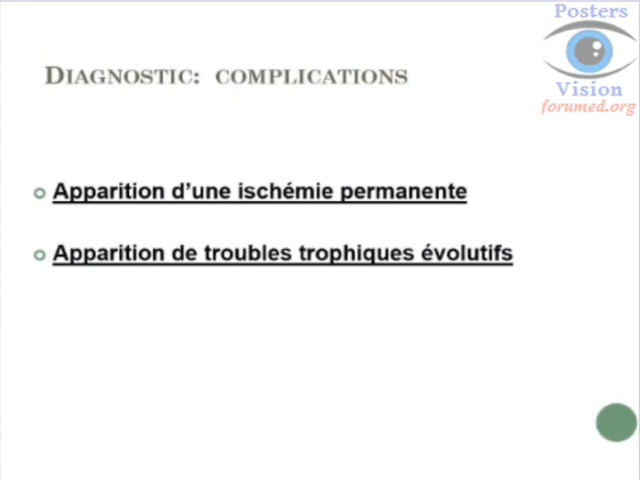 Posters
Vision
forumed.org
DIAGNOSTIC: COMPLICATIONS
Apparition d’une ischémie permanente
Apparition de troubles trophiques évolutifs